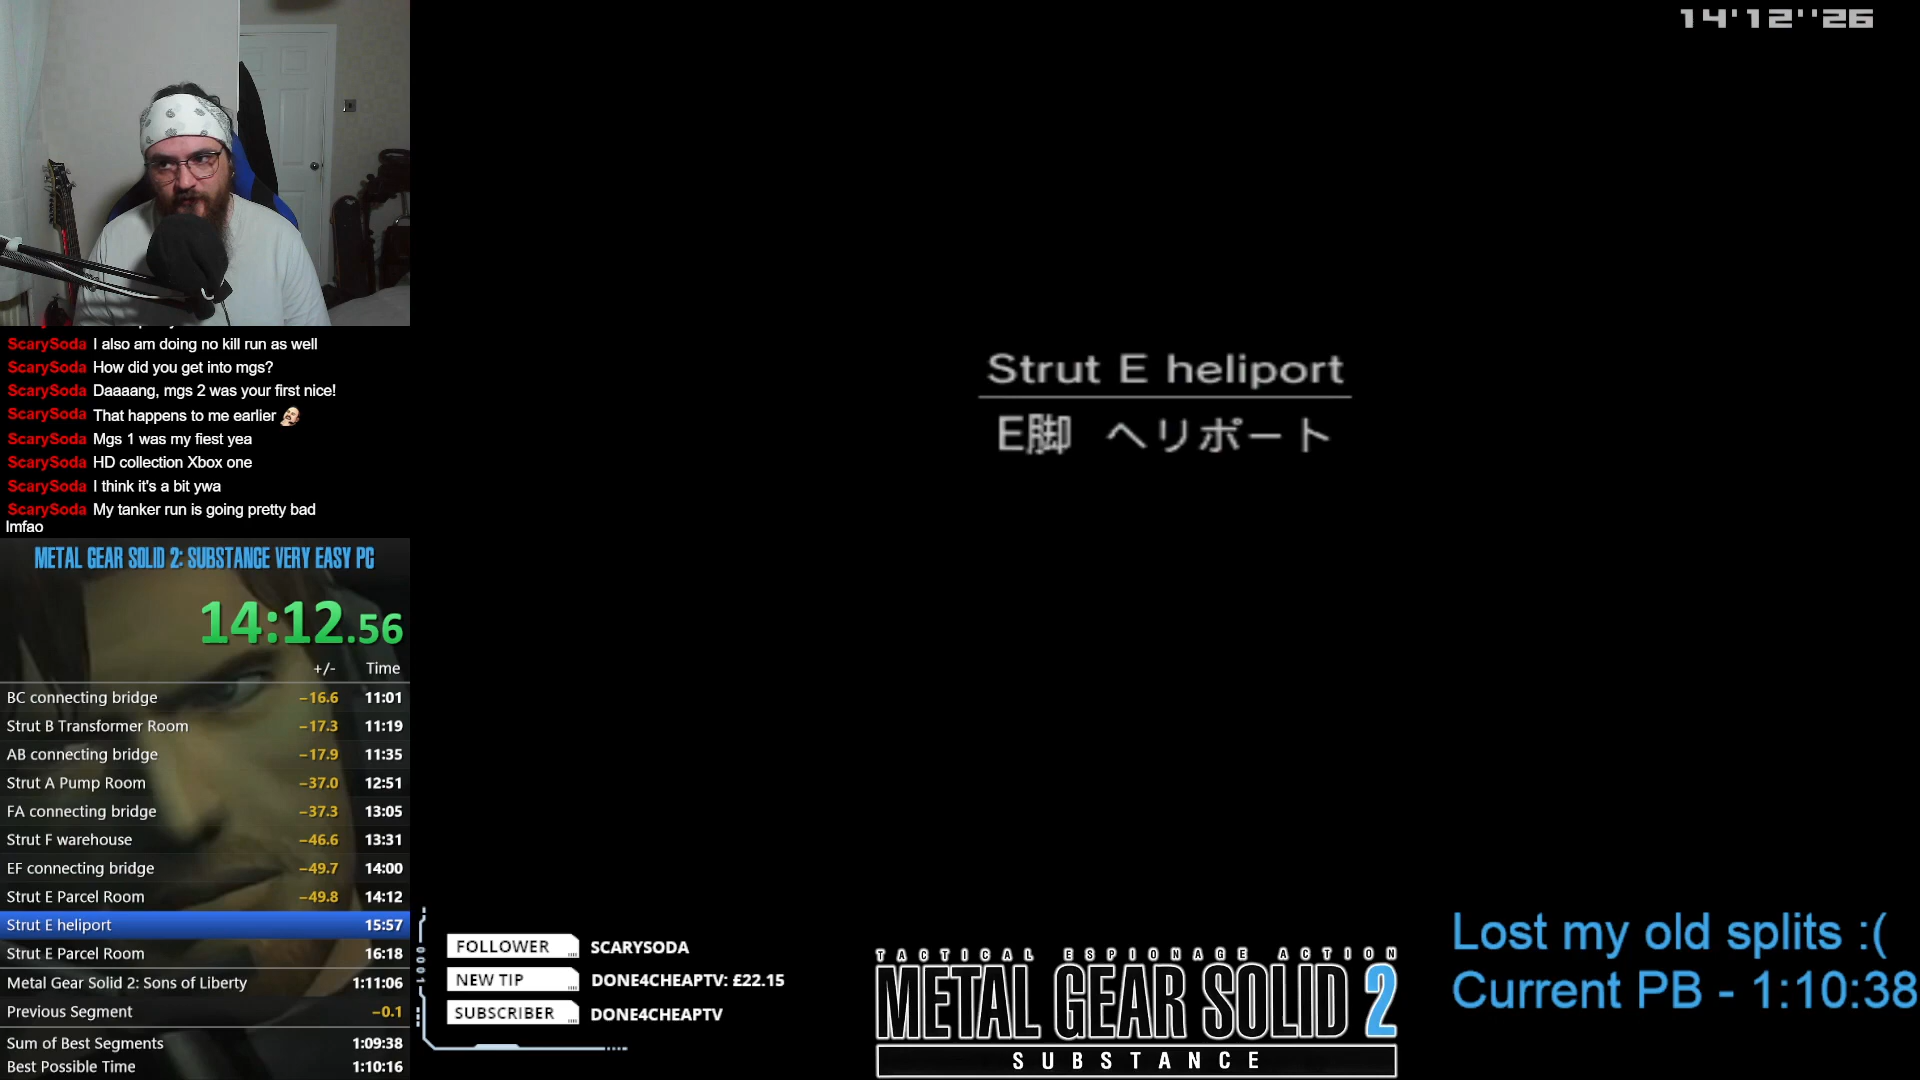 14'12''26
ScarySoda I also am doing no kill run as well
ScarySoda How did you get into mgs?
ScarySoda Daaaang, mgs 2 was your first nice!
ScarySoda That happens to me earlier
ScarySoda Mgs 1 was my fiest yea
ScarySoda HD collection Xbox one
ScarySoda I think it's a bit ywa
ScarySoda My tanker run is going pretty bad
lmfao
Strut E heliport
E脚 ヘリポート
METAL GEAR SOLID 2: SUBSTANCE VERY EASY PC
14:12.56
+/- Time
BC connecting bridge −16.6 11:01
Strut B Transformer Room −17.3 11:19
AB connecting bridge −17.9 11:35
Strut A Pump Room −37.0 12:51
FA connecting bridge −37.3 13:05
Strut F warehouse −46.6 13:31
EF connecting bridge −49.7 14:00
Strut E Parcel Room −49.8 14:12
Strut E heliport 15:57
Strut E Parcel Room 16:18
Metal Gear Solid 2: Sons of Liberty 1:11:06
Previous Segment −0.1
Sum of Best Segments 1:09:38
Best Possible Time 1:10:16
FOLLOWER SCARYSODA
NEW TIP DONE4CHEAPTV: £22.15
SUBSCRIBER DONE4CHEAPTV
0001
TACTICAL ESPIONAGE ACTION
METAL GEAR SOLID 2
SUBSTANCE
Lost my old splits :(
Current PB - 1:10:38